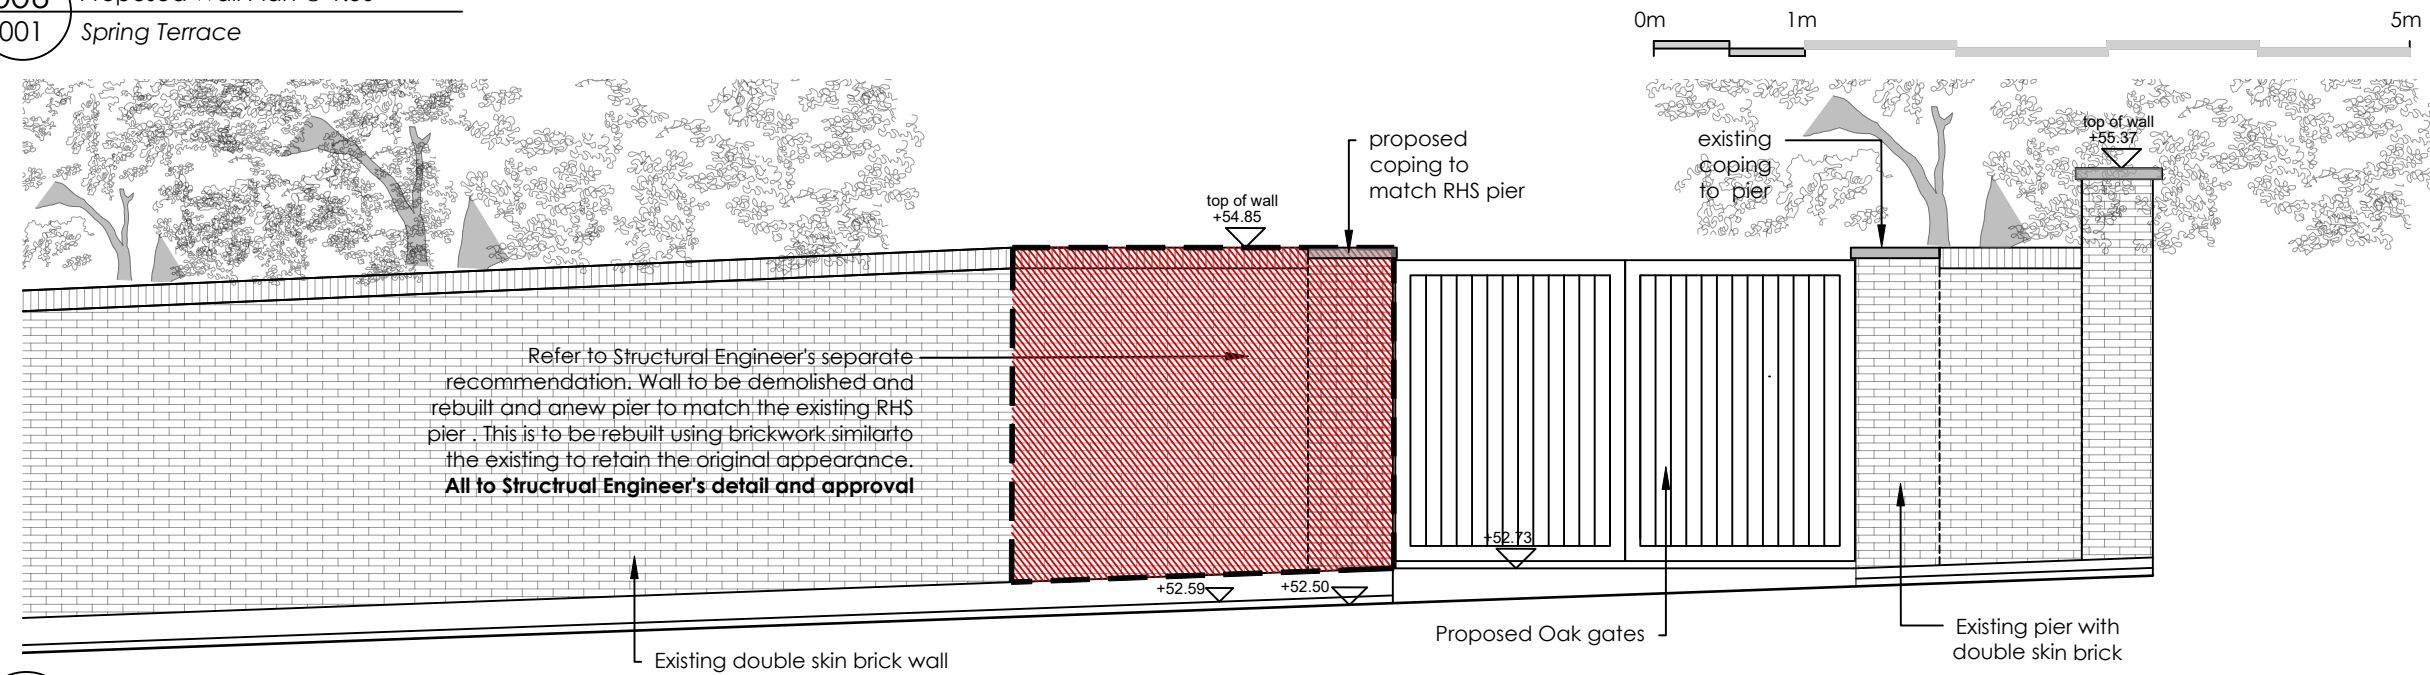 001
Spring Terrace
0m
1m
5m
proposed
coping to
match RHS pier
existing
coping
to pier
top of wall
+55.37
top of wall
+54.85
Refer to Structural Engineer's separate
recommendation. Wall to be demolished and
rebuilt and anew pier to match the existing RHS
pier . This is to be rebuilt using brickwork similarto
the existing to retain the original appearance.
All to Structrual Engineer's detail and approval
+52.73
+52.59
+52.50
Proposed Oak gates
Existing pier with
double skin brick
Existing double skin brick wall